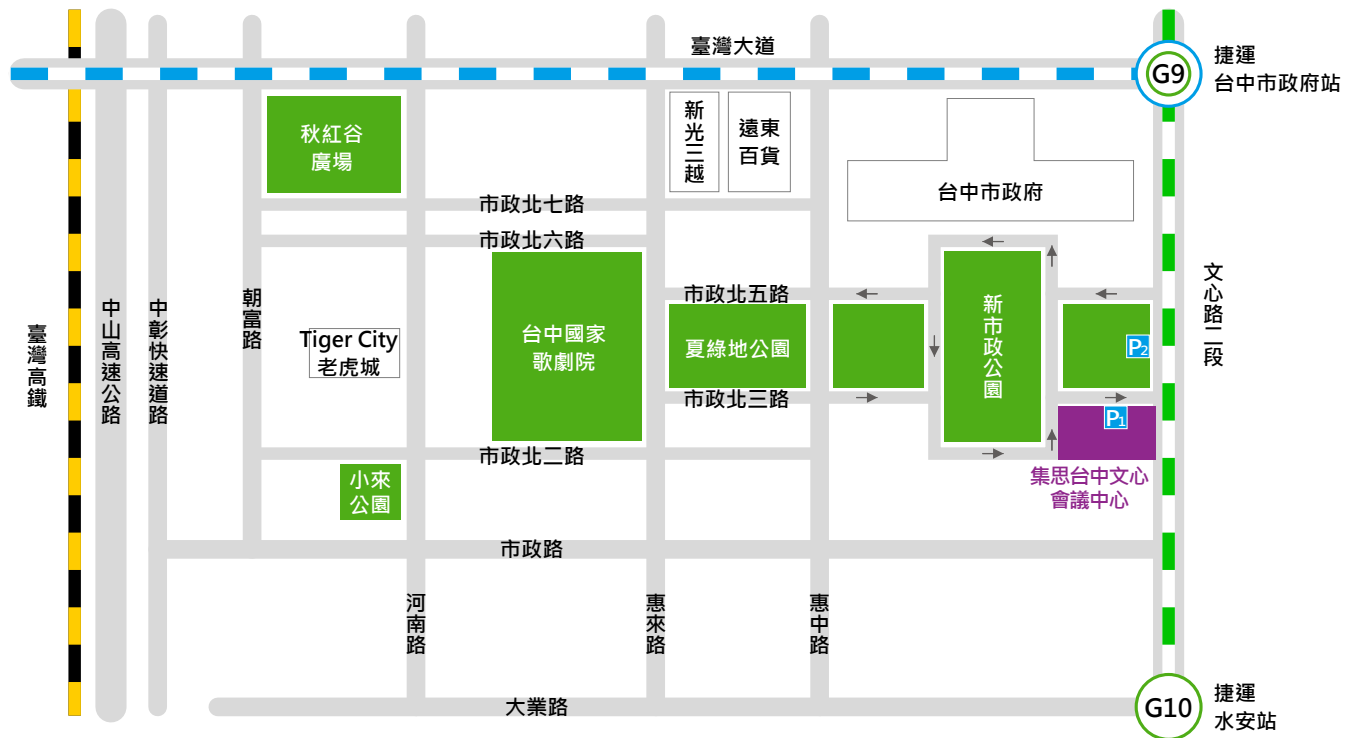 臺灣大道
G9
捷運
台中市政府站
秋紅谷
廣場
新光三越
遠東
百貨
台中市政府
市政北七路
市政北六路
臺灣高鐵
中山高速公路
中彰快速道路
朝富路
Tiger City
老虎城
台中國家
歌劇院
市政北五路
夏綠地公園
市政北三路
新市政公園
P2
P1
文心路二段
市政北二路
小來
公園
集思台中文心
會議中心
市政路
河南路
惠來路
惠中路
大業路
G10
捷運
水安站